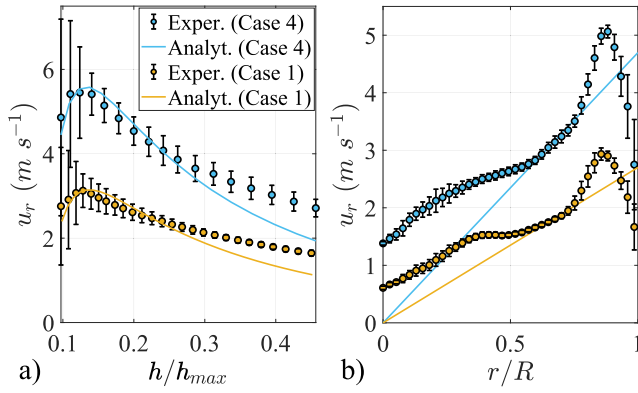 Exper. (Case 4)
Analyt. (Case 4)
Exper. (Case 1)
Analyt. (Case 1)
6
4
2
0
u_r (m s⁻¹)
0.1
0.2
0.3
0.4
h/h_max
a)
5
4
3
2
1
0
u_r (m s⁻¹)
0
0.5
1
r/R
b)